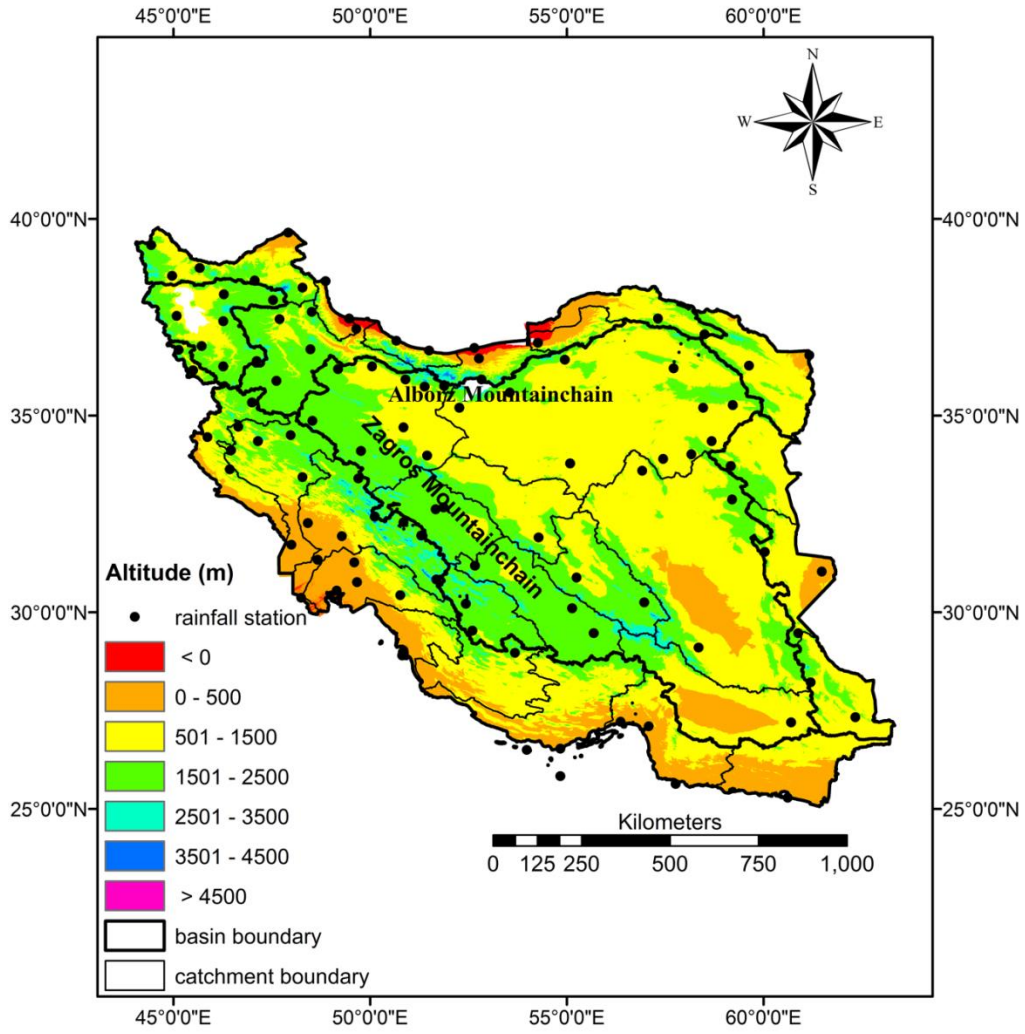 45°0'0"E 50°0'0"E 55°0'0"E 60°0'0"E
N
W E
S
40°0'0"N 40°0'0"N
35°0'0"N 35°0'0"N
Alborz Mountainchain
Zagros Mountainchain
Altitude (m)
30°0'0"N 30°0'0"N
rainfall station
< 0
0 - 500
501 - 1500
1501 - 2500
25°0'0"N 25°0'0"N
2501 - 3500
3501 - 4500
> 4500
basin boundary
catchment boundary
Kilometers
0 125 250 500 750 1,000
45°0'0"E 50°0'0"E 55°0'0"E 60°0'0"E